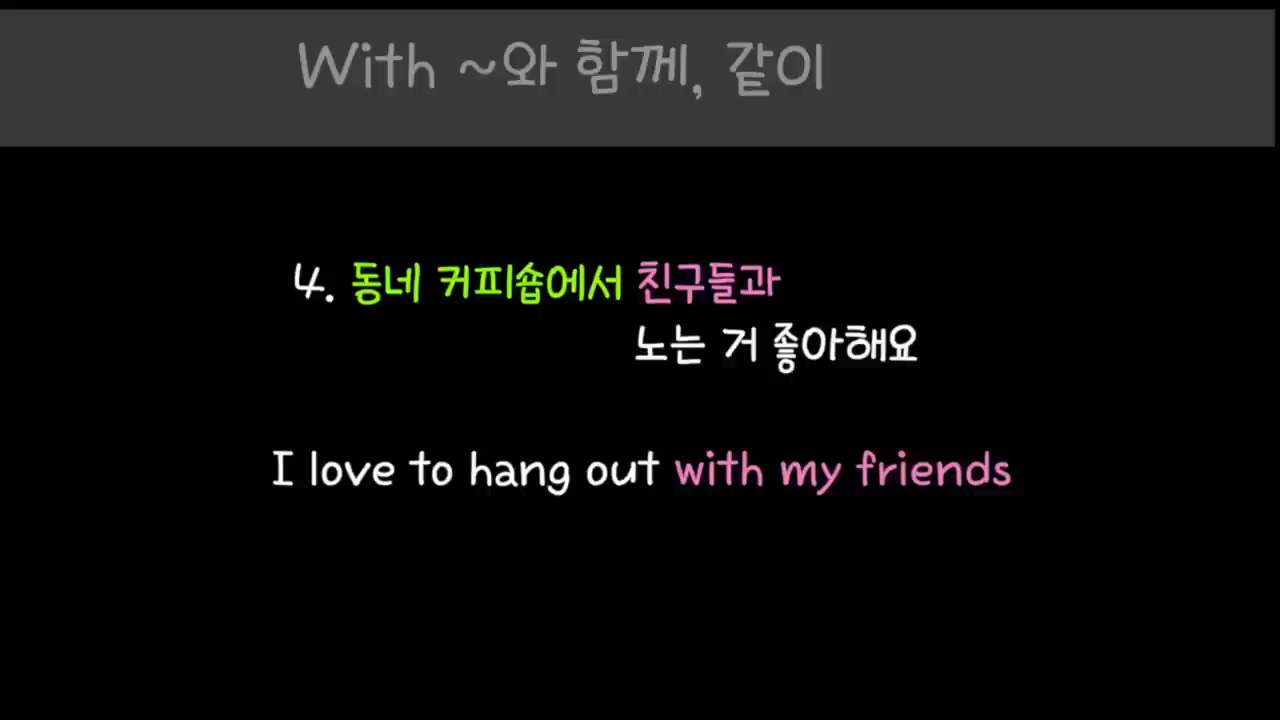 With ~와 함께, 같이
4. 동네 커피숍에서 친구들과
노는 거 좋아해요
I love to hang out with my friends